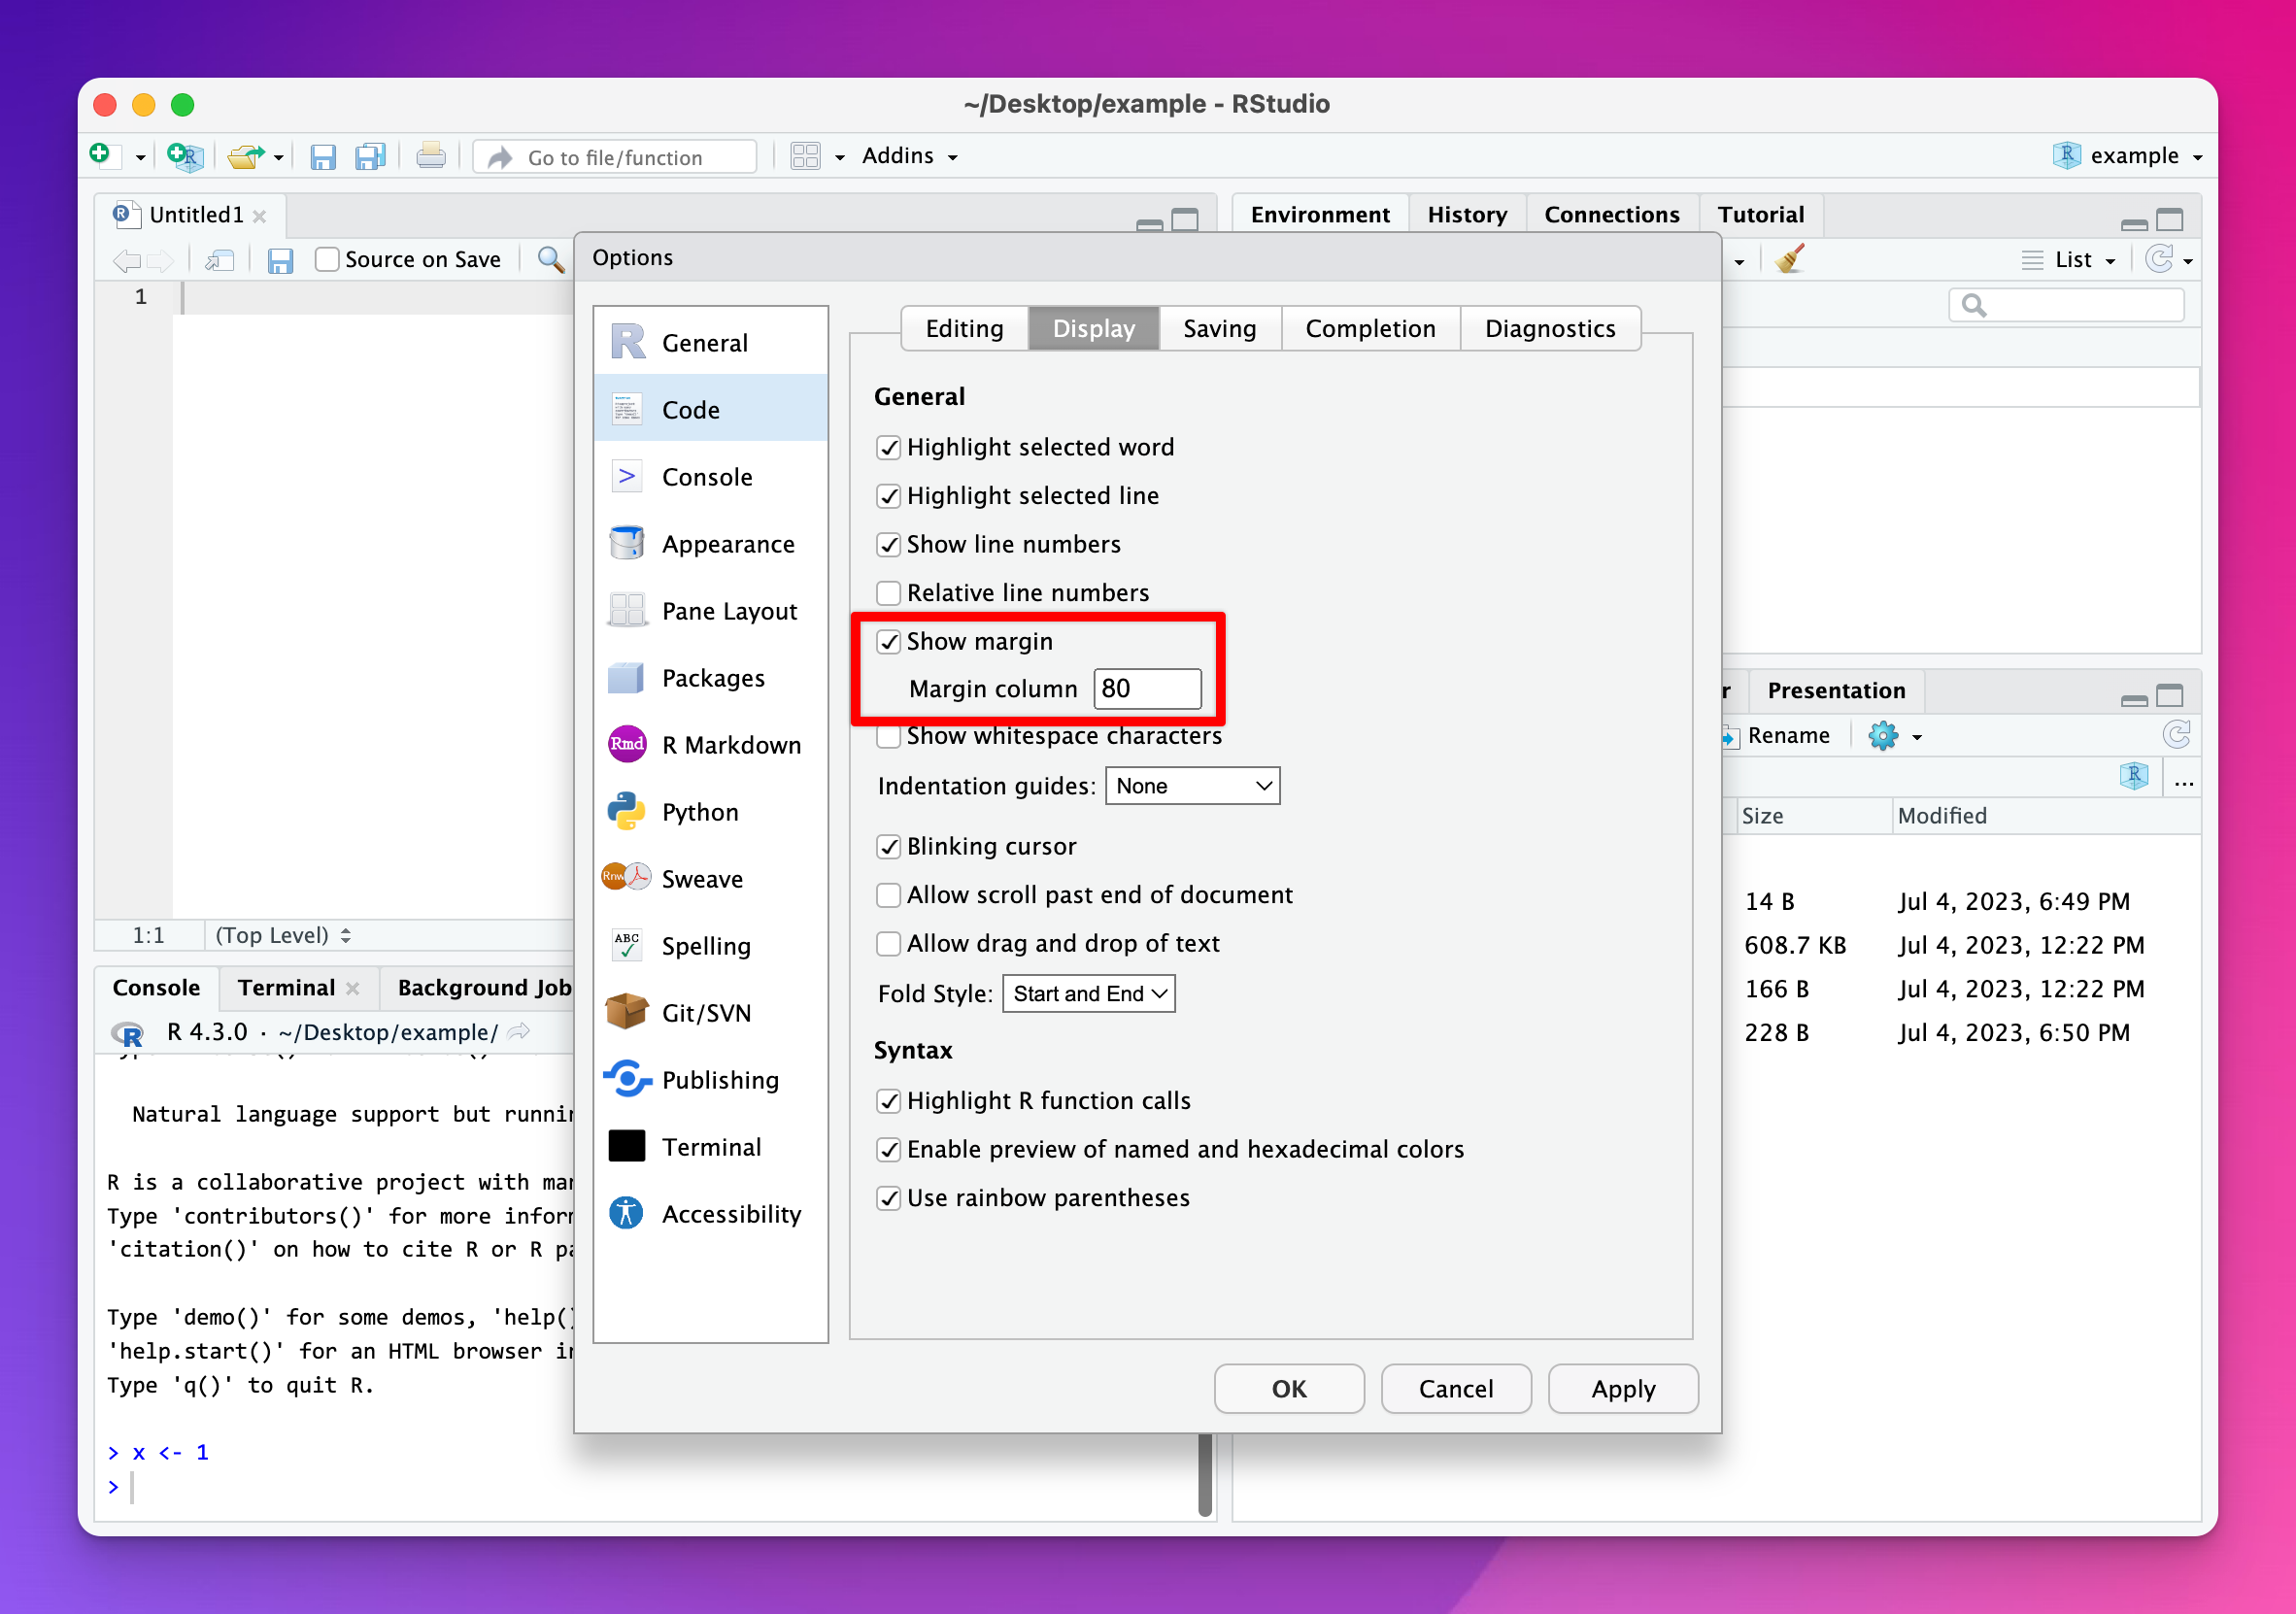 ~/Desktop/example - RStudio
Go to file/function
Addins
example
Untitled1
Source on Save
1
1:1
(Top Level)
Console
Terminal
Background Job
R 4.3.0 · ~/Desktop/example/
Natural language support but runnin
R is a collaborative project with man
Type 'contributors()' for more inform
'citation()' on how to cite R or R pa
Type 'demo()' for some demos, 'help()
'help.start()' for an HTML browser in
Type 'q()' to quit R.
> x <- 1
>
Options
General
Code
Console
Appearance
Pane Layout
Packages
Rmd R Markdown
Python
Rnw Sweave
ABC Spelling
Git/SVN
Publishing
Terminal
Accessibility
Editing
Display
Saving
Completion
Diagnostics
General
Highlight selected word
Highlight selected line
Show line numbers
Relative line numbers
Show margin
Margin column 80
Show whitespace characters
Indentation guides: None
Blinking cursor
Allow scroll past end of document
Allow drag and drop of text
Fold Style: Start and End
Syntax
Highlight R function calls
Enable preview of named and hexadecimal colors
Use rainbow parentheses
OK
Cancel
Apply
Environment
History
Connections
Tutorial
List
r
Presentation
Rename
...
Size Modified
14 B Jul 4, 2023, 6:49 PM
608.7 KB Jul 4, 2023, 12:22 PM
166 B Jul 4, 2023, 12:22 PM
228 B Jul 4, 2023, 6:50 PM